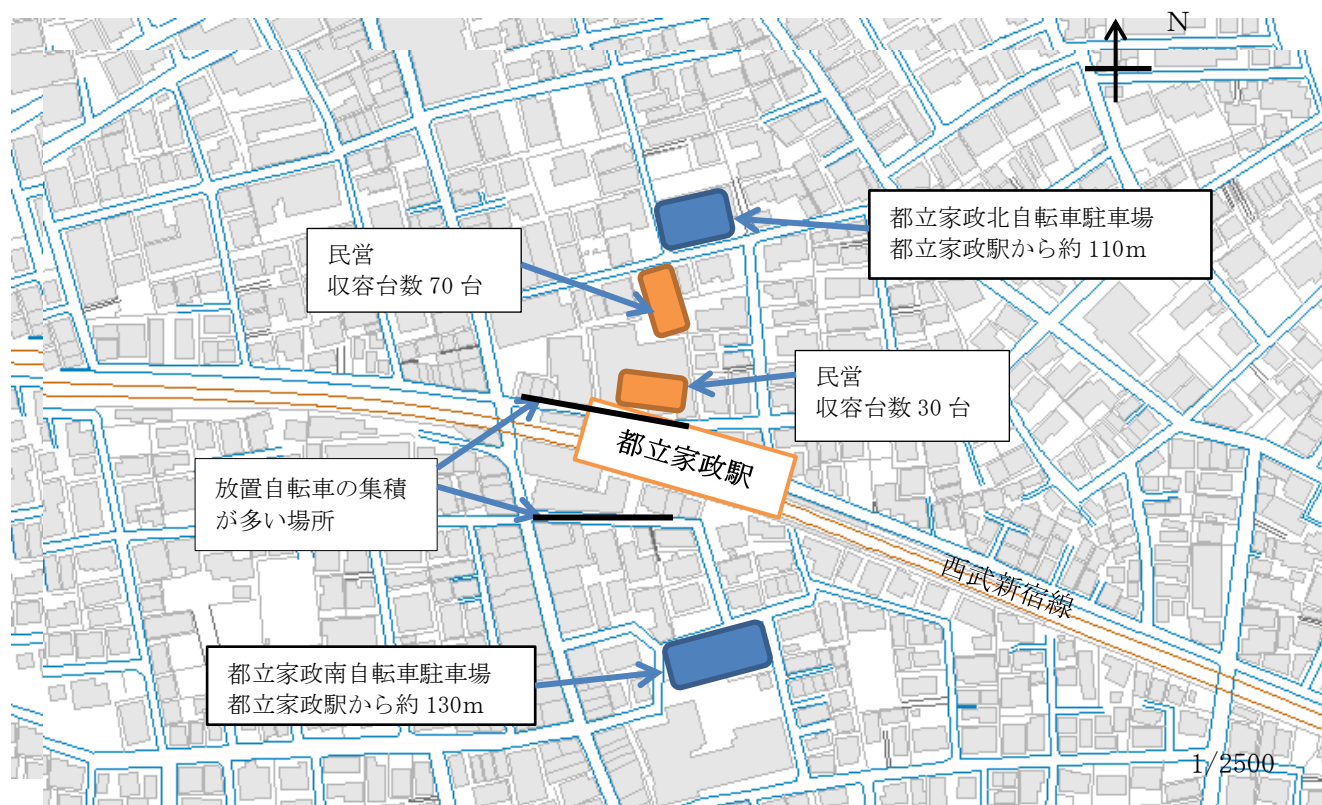 N
都立家政北自転車駐車場
都立家政駅から約 110m
民営
収容台数 70 台
民営
収容台数 30 台
都立家政駅
放置自転車の集積
が多い場所
西武新宿線
都立家政南自転車駐車場
都立家政駅から約 130m
1/2500